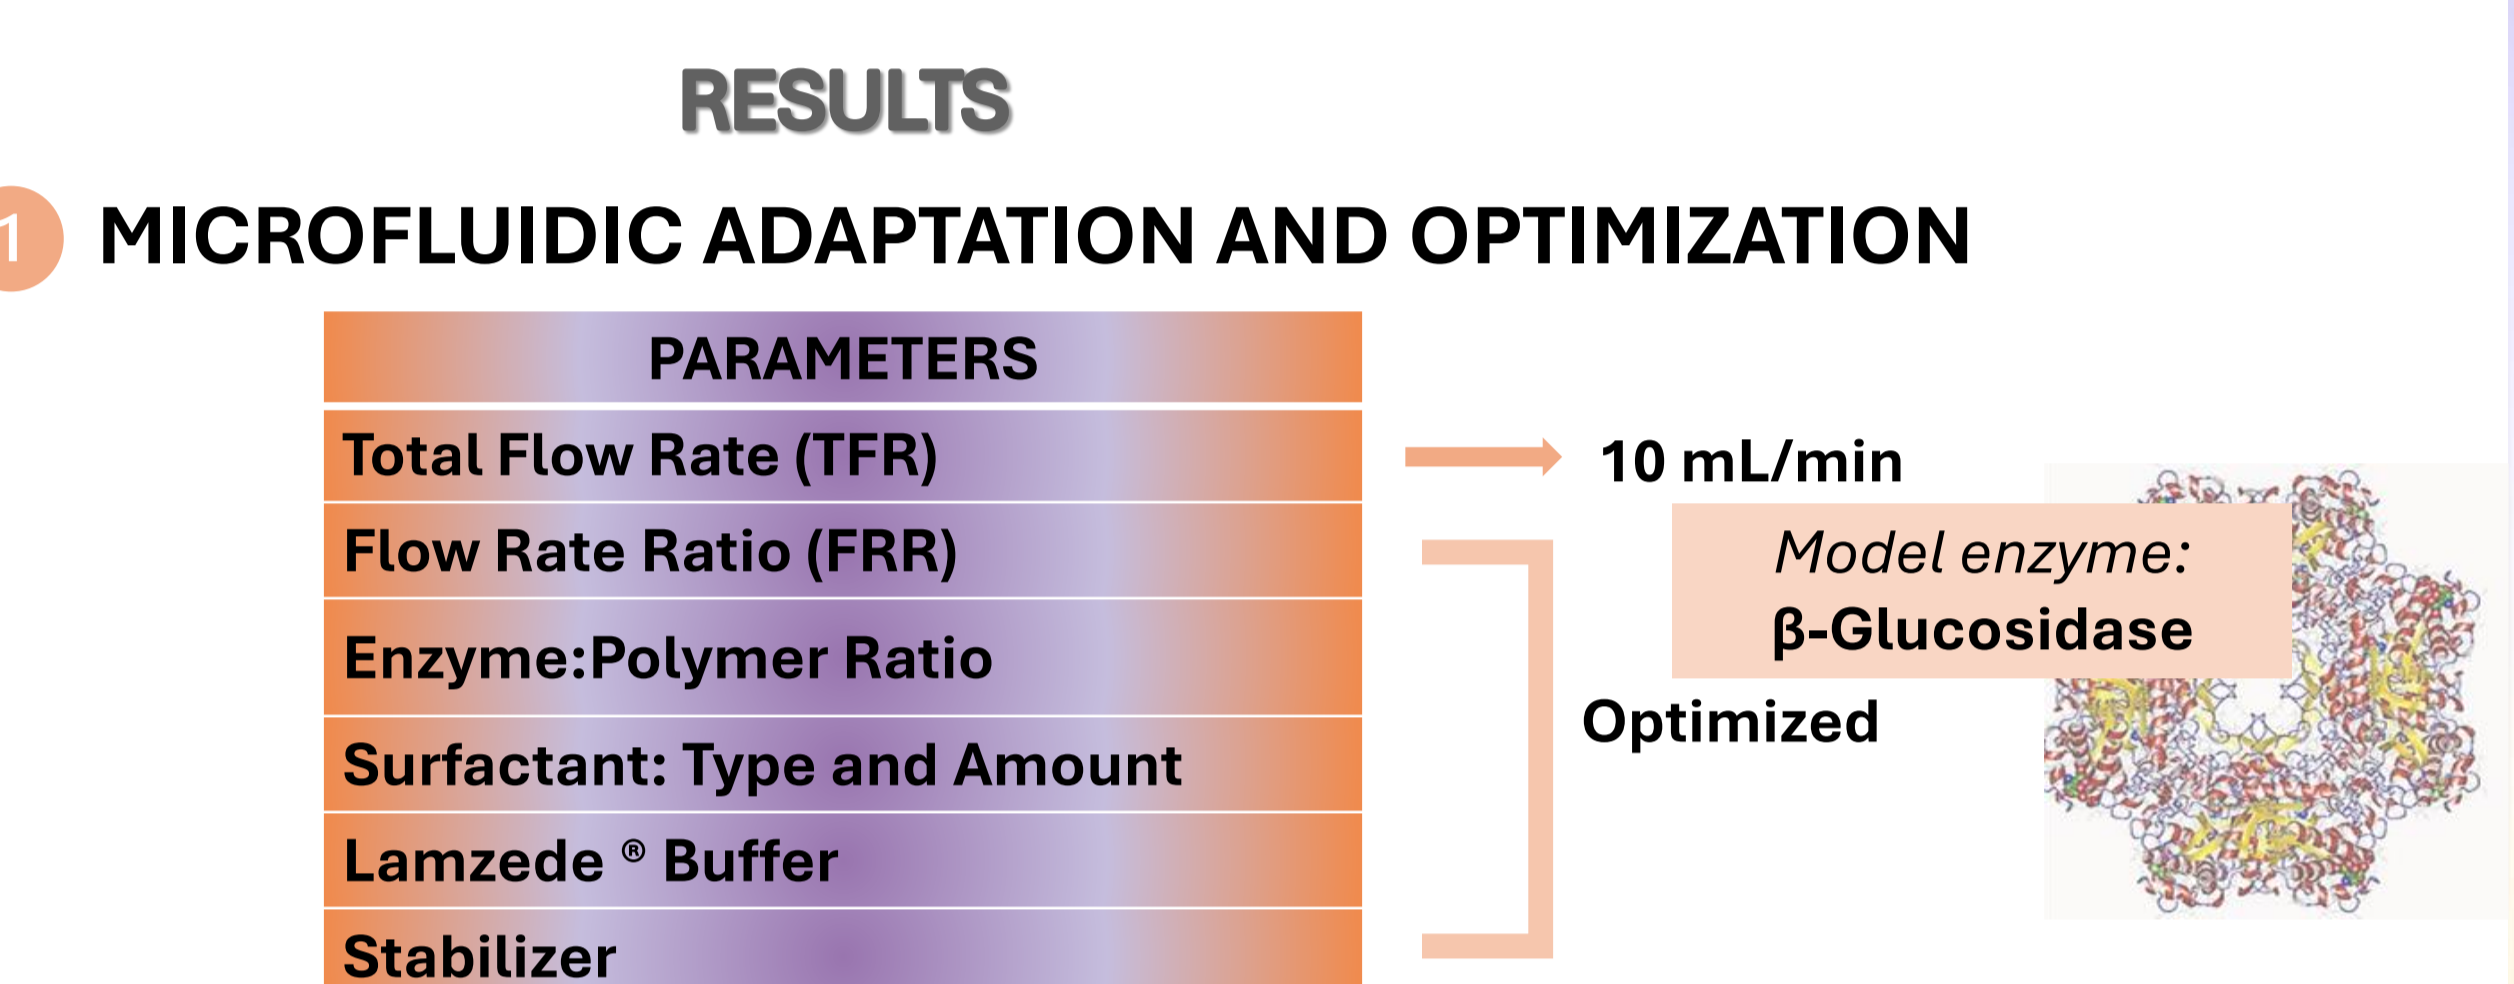 RESULTS
1 MICROFLUIDIC ADAPTATION AND OPTIMIZATION
PARAMETERS
Total Flow Rate (TFR)
10 mL/min
Flow Rate Ratio (FRR)
Model enzyme:
β-Glucosidase
Enzyme:Polymer Ratio
Optimized
Surfactant: Type and Amount
Lamzede ® Buffer
Stabilizer